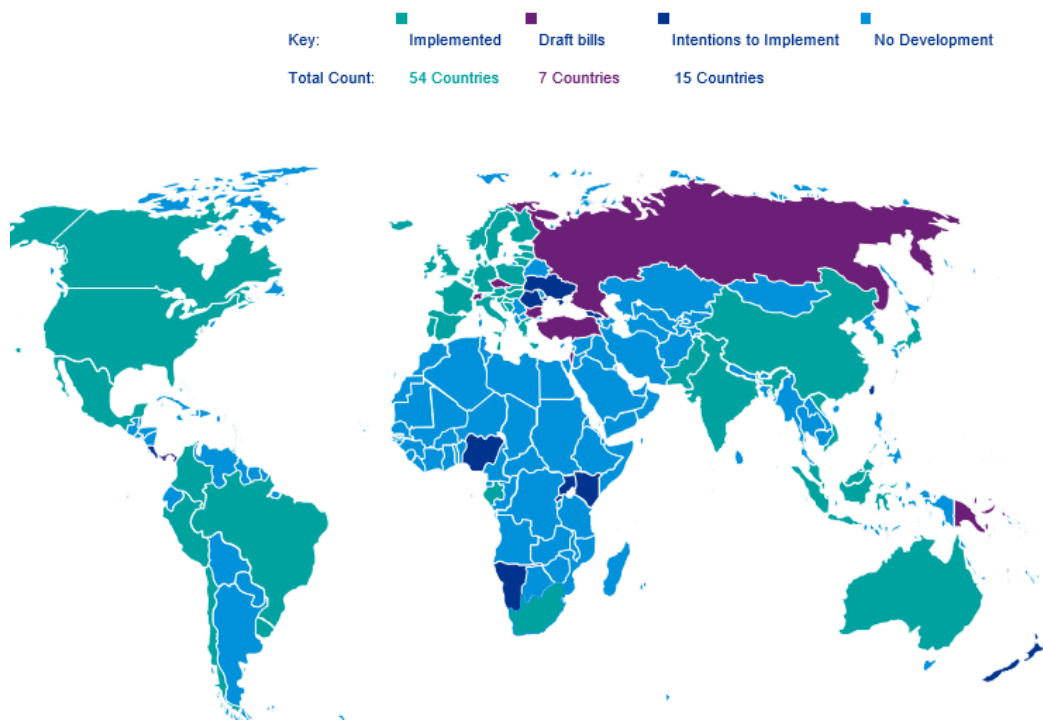 Key: Implemented Draft bills Intentions to Implement No Development
Total Count: 54 Countries 7 Countries 15 Countries